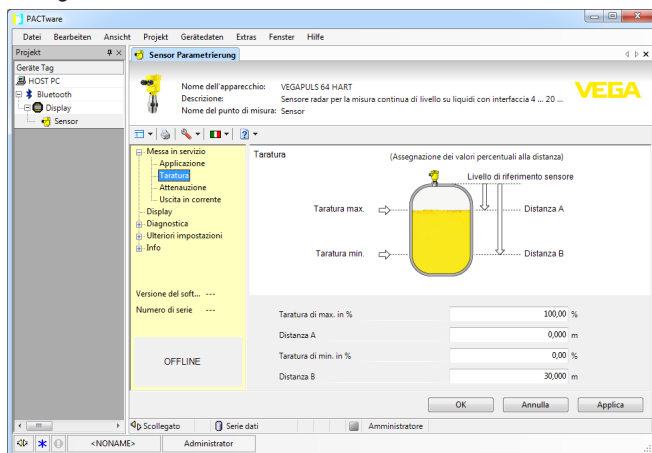 PACTware
Datei Bearbeiten Ansicht Projekt Gerätedaten Extras Fenster Hilfe
Projekt
Sensor Parametrierung
Geräte Tag
HOST PC
Bluetooth
Display
Sensor
Nome dell'apparecchio: VEGAPULS 64 HART
Descrizione: Sensore radar per la misura continua di livello su liquidi con interfaccia 4 ... 20 ...
Nome del punto di misura: Sensor
VEGA
Messa in servizio
Applicazione
Taratura
Attenuazione
Uscita in corrente
Display
Diagnostica
Ulteriori impostazioni
Info
Versione del soft... ---
Numero di serie ---
OFFLINE
Taratura
(Assegnazione dei valori percentuali alla distanza)
Livello di riferimento sensore
Taratura max. Distanza A
Taratura min. Distanza B
Taratura di max. in % 100,00 %
Distanza A 0,000 m
Taratura di min. in % 0,00 %
Distanza B 30,000 m
OK Annulla Applica
Scollegato Serie dati Amministratore
<NONAME> Administrator